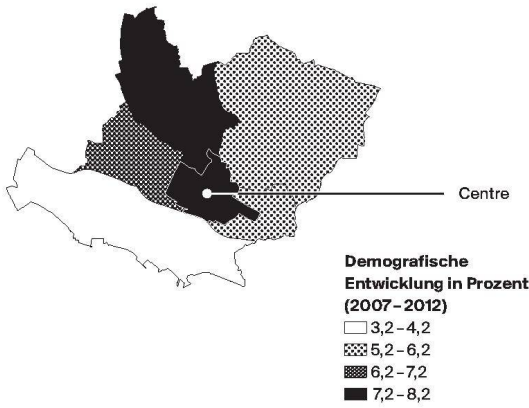 Centre
Demografische
Entwicklung in Prozent
(2007–2012)
3,2–4,2
5,2–6,2
6,2–7,2
7,2–8,2